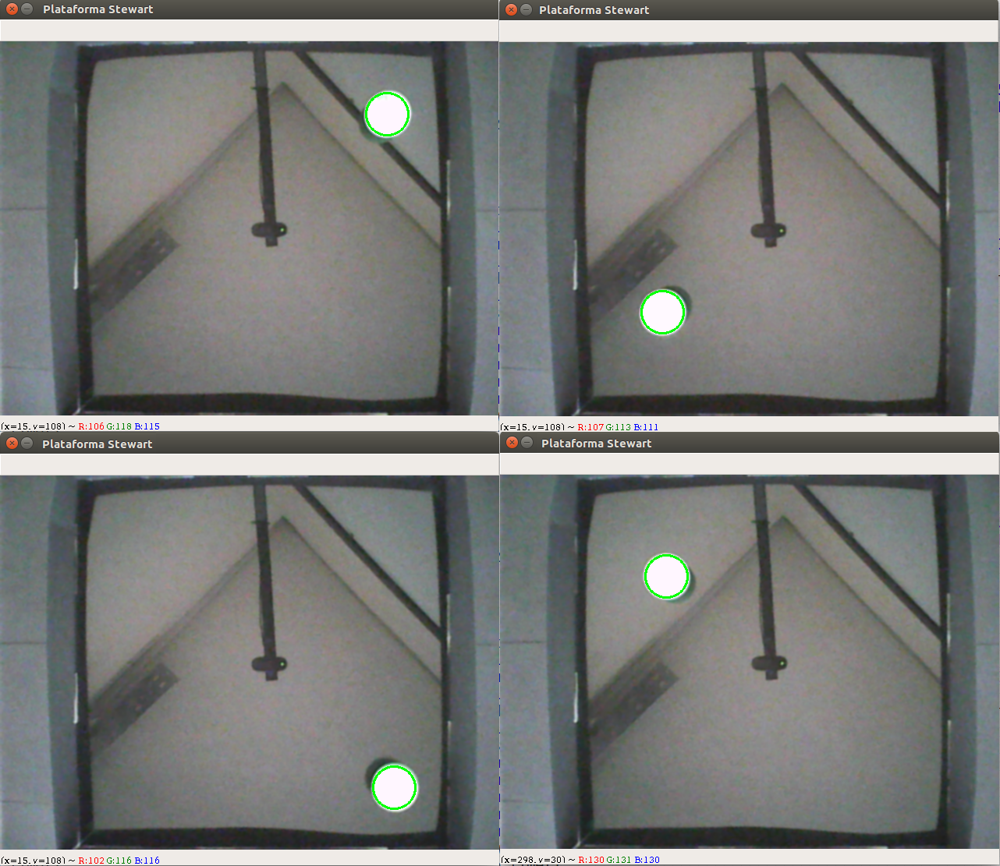 Plataforma Stewart
Plataforma Stewart
(x=15, y=108) ~ R:106 G:118 B:115
(x=15, y=108) ~ R:107 G:113 B:111
Plataforma Stewart
Plataforma Stewart
(x=15, y=108) ~ R:102 G:116 B:116
(x=298, y=30) ~ R:130 G:131 B:130